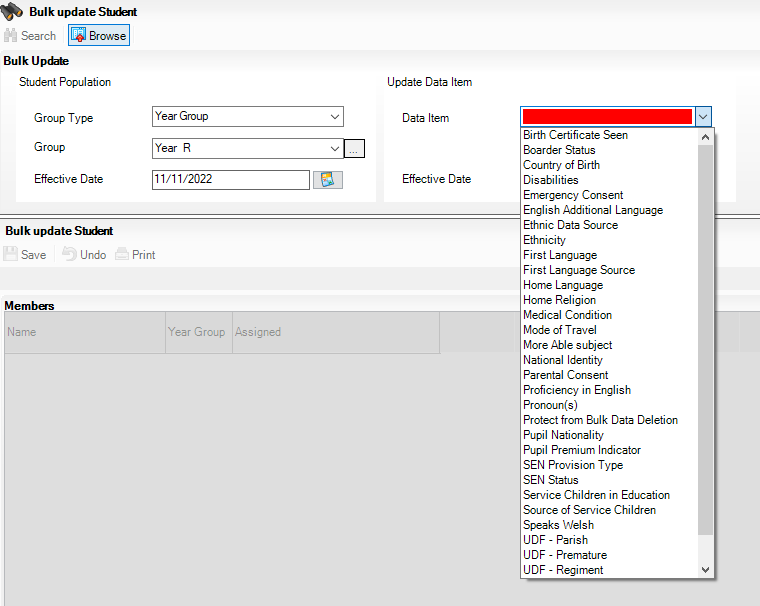 Bulk update Student
Search Browse
Bulk Update
Student Population Update Data Item
Group Type Year Group Data Item
Group Year R ...
Effective Date 11/11/2022 Effective Date
Birth Certificate Seen
Boarder Status
Country of Birth
Disabilities
Emergency Consent
English Additional Language
Ethnic Data Source
Ethnicity
First Language
First Language Source
Home Language
Home Religion
Medical Condition
Mode of Travel
More Able subject
National Identity
Parental Consent
Proficiency in English
Pronoun(s)
Protect from Bulk Data Deletion
Pupil Nationality
Pupil Premium Indicator
SEN Provision Type
SEN Status
Service Children in Education
Source of Service Children
Speaks Welsh
UDF - Parish
UDF - Premature
UDF - Regiment
Bulk update Student
Save Undo Print
Members
Name Year Group Assigned